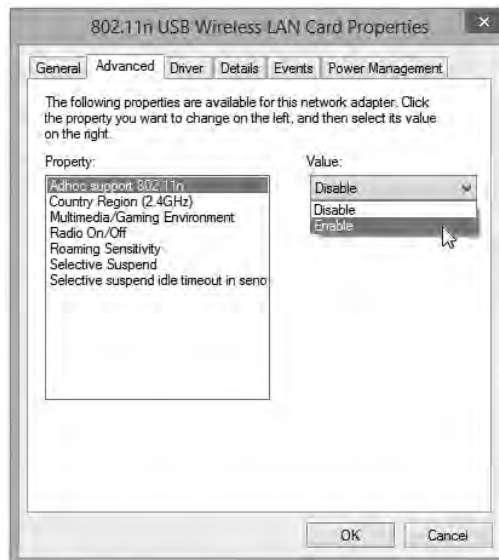 802.11n USB Wireless LAN Card Properties
General Advanced Driver Details Events Power Management
The following properties are available for this network adapter. Click
the property you want to change on the left, and then select its value
on the right.
Property:
Adhoc support 802.11n
Country Region (2.4GHz)
Multimedia/Gaming Environment
Radio On/Off
Roaming Sensitivity
Selective Suspend
Selective suspend idle timeout in seno
Value:
Disable
Disable
Enable
OK Cancel